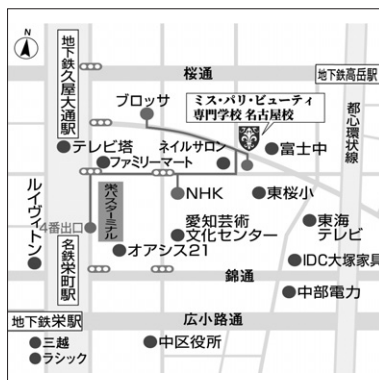 N
地下鉄久屋大通駅
桜通
地下鉄高岳駅
ブロッサ
ミス・パリ・ビューティ
専門学校 名古屋校
都心環状線
テレビ塔
ネイルサロン
富士中
ファミリーマート
ルイヴィトン
栄バスターミナル
NHK
東桜小
4番出口
愛知芸術
文化センター
東海
テレビ
名鉄栄町駅
オアシス21
IDC大塚家具
錦通
中部電力
地下鉄栄駅
広小路通
三越
ラシック
中区役所